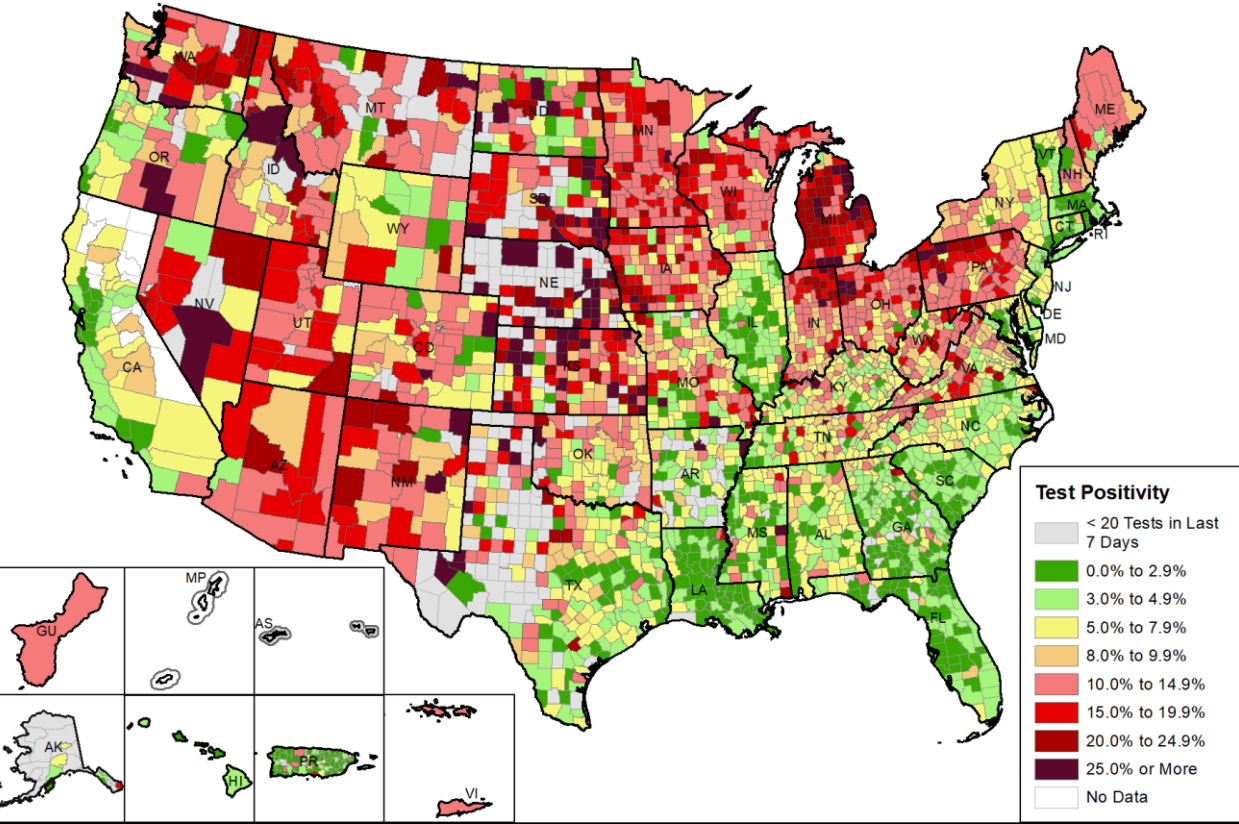 WA
MT
ND
MN
ME
OR
ID
SD
WI
MI
VT
NH
NY
MA
CT
RI
WY
NE
IA
PA
NJ
NV
UT
CO
IL
IN
OH
DE
MD
CA
KS
MO
WV
VA
KY
AZ
NM
OK
AR
TN
NC
SC
MS
AL
GA
TX
LA
FL
GU
MP
AS
AK
HI
PR
VI
Test Positivity
< 20 Tests in Last
7 Days
0.0% to 2.9%
3.0% to 4.9%
5.0% to 7.9%
8.0% to 9.9%
10.0% to 14.9%
15.0% to 19.9%
20.0% to 24.9%
25.0% or More
No Data